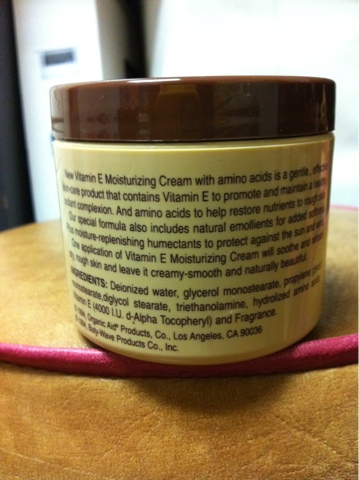 New Vitamin E Moisturizing Cream with amino acids is a gentle,
skin-care product that contains Vitamin E to promote and maintain a
complexion. And amino acids to help restore nutrients to rough
Our special formula also includes natural emollients for added
moisture-replenishing humectants to protect against the sun and
One application of Vitamin E Moisturizing Cream will soothe and
rough skin and leave it creamy-smooth and naturally beautiful.
INGREDIENTS: Deionized water, glycerol monostearate, propylene
monostearate,diglycol stearate, triethanolamine, hydrolized amino
Vitamin E (4000 I.U. d-Alpha Tocopheryl) and Fragrance.
Organic Aid® Products, Co., Los Angeles, CA 90036
Products Co., Inc.